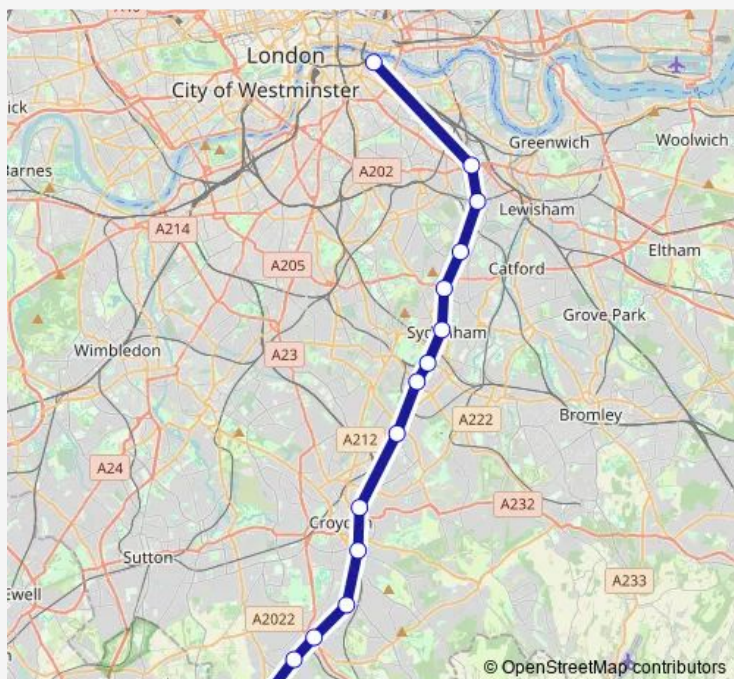 London
City of Westminster
ick
Greenwich
Woolwich
Barnes
A202
Lewisham
A214
Eltham
A205
Catford
Grove Park
Sydenham
Wimbledon
A23
A222
Bromley
A212
A24
A232
Croydon
Sutton
A233
Ewell
A2022
© OpenStreetMap contributors